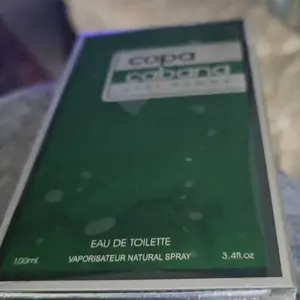 copa
cabana
EAU DE TOILETTE
100ml. VAPORISATEUR NATURAL SPRAY 3.4fl.oz